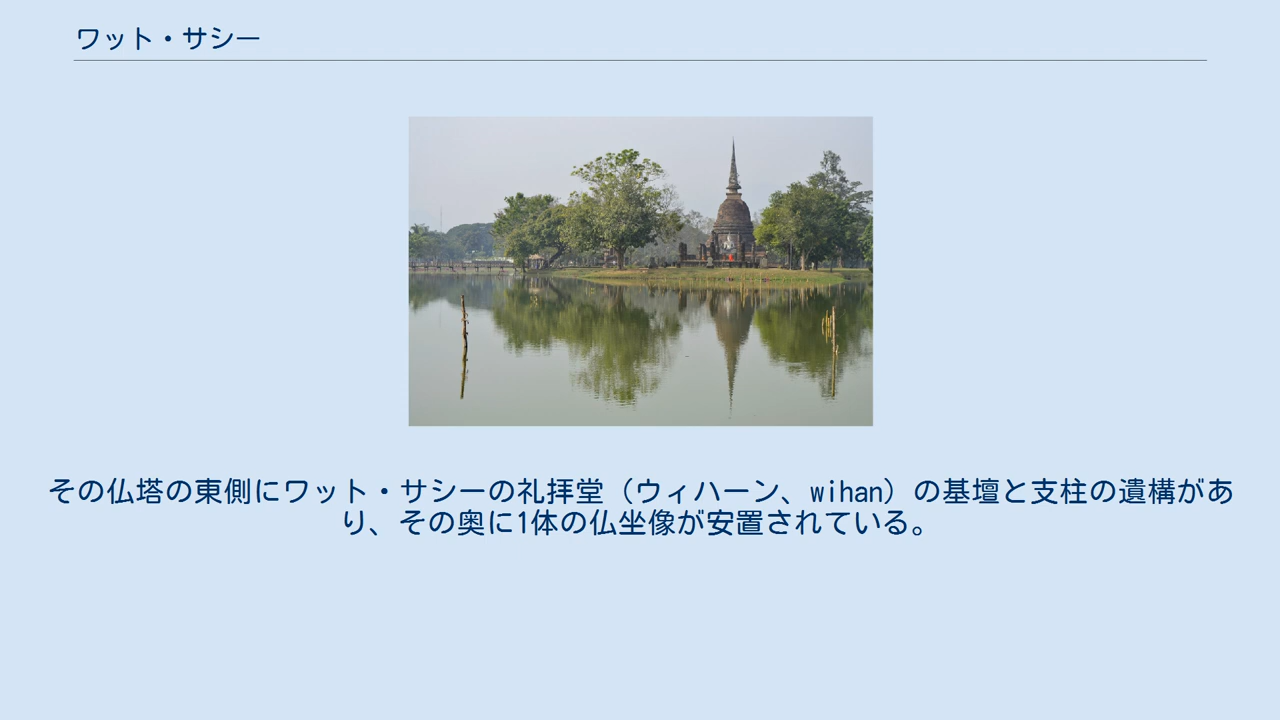 ワット・サシー
その仏塔の東側にワット・サシーの礼拝堂（ウィハーン、wihan）の基壇と支柱の遺構があ
り、その奥に1体の仏坐像が安置されている。